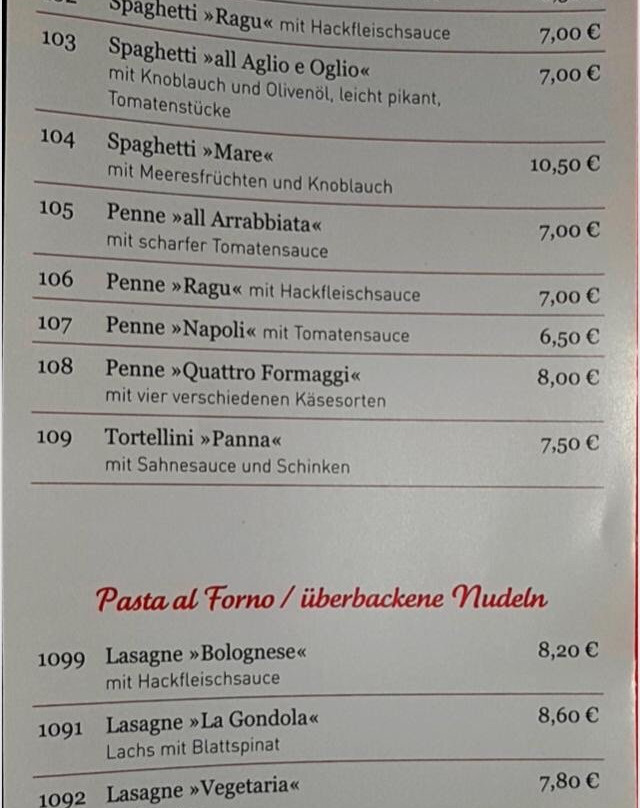 Spaghetti »Ragu« mit Hackfleischsauce 7,00 €
103 Spaghetti »all Aglio e Oglio« 7,00 €
mit Knoblauch und Olivenöl, leicht pikant,
Tomatenstücke
104 Spaghetti »Mare« 10,50 €
mit Meeresfrüchten und Knoblauch
105 Penne »all Arrabbiata« 7,00 €
mit scharfer Tomatensauce
106 Penne »Ragu« mit Hackfleischsauce 7,00 €
107 Penne »Napoli« mit Tomatensauce 6,50 €
108 Penne »Quattro Formaggi« 8,00 €
mit vier verschiedenen Käsesorten
109 Tortellini »Panna« 7,50 €
mit Sahnesauce und Schinken
Pasta al Forno / überbackene Nudeln
1099 Lasagne »Bolognese« 8,20 €
mit Hackfleischsauce
1091 Lasagne »La Gondola« 8,60 €
Lachs mit Blattspinat
1092 Lasagne »Vegetaria« 7,80 €